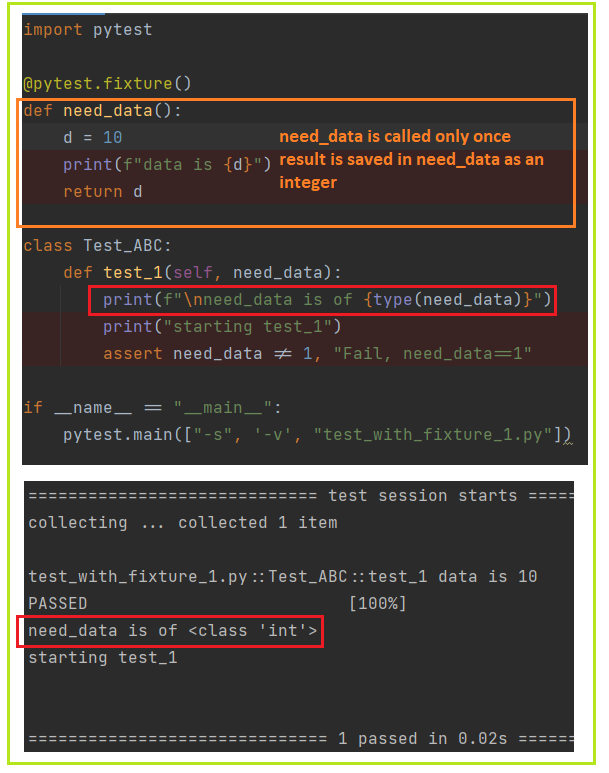 import pytest
@pytest.fixture()
def need_data():
d = 10
print(f"data is {d}")
return d
need_data is called only once
result is saved in need_data as an
integer
class Test_ABC:
def test_1(self, need_data):
print(f"\nneed_data is of {type(need_data)}")
print("starting test_1")
assert need_data != 1, "Fail, need_data==1"
if __name__ == "__main__":
pytest.main(["-s", '-v', "test_with_fixture_1.py"])
============================= test session starts =====
collecting ... collected 1 item
test_with_fixture_1.py::Test_ABC::test_1 data is 10
PASSED [100%]
need_data is of <class 'int'>
starting test_1
============================== 1 passed in 0.02s ======